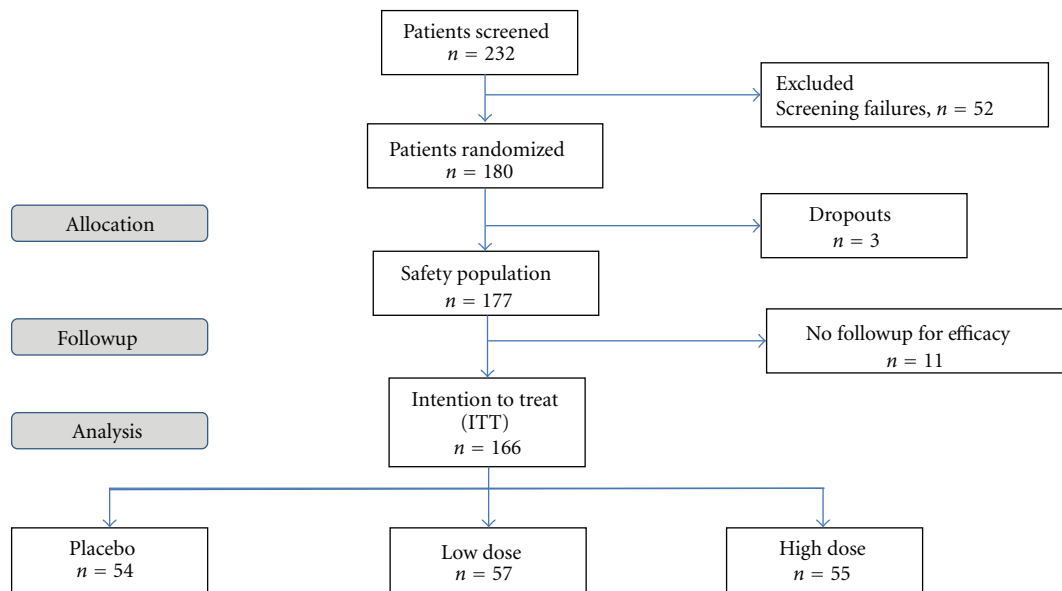 Patients screened
n = 232
Excluded
Screening failures, n = 52
Patients randomized
n = 180
Allocation
Dropouts
n = 3
Safety population
n = 177
Followup
No followup for efficacy
n = 11
Intention to treat
(ITT)
n = 166
Analysis
Placebo
n = 54
Low dose
n = 57
High dose
n = 55